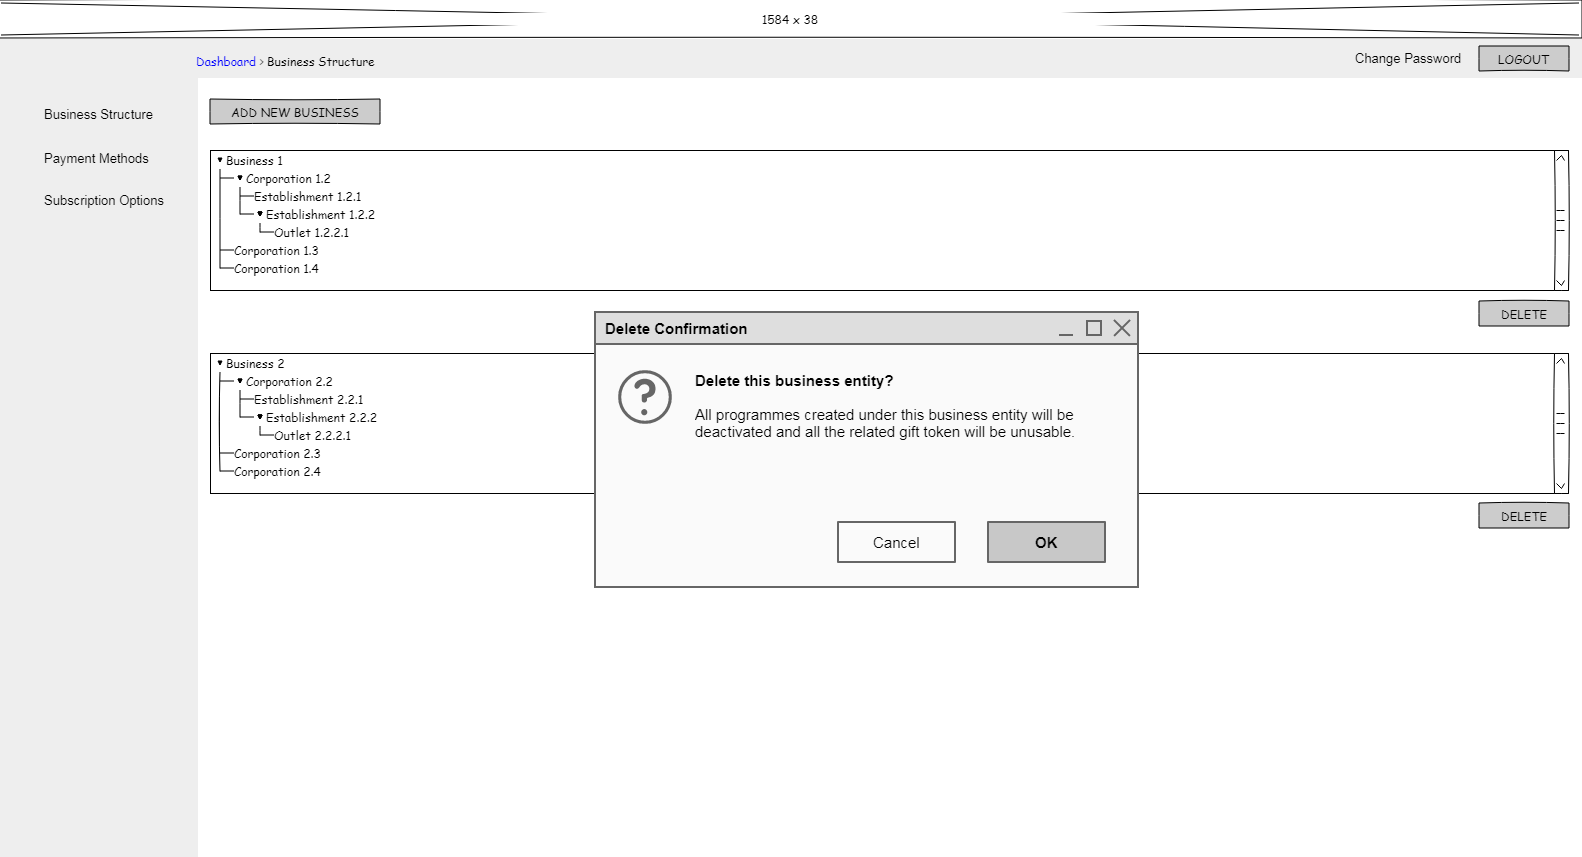 1584 x 38
Dashboard > Business Structure
Change Password
LOGOUT
Business Structure
Payment Methods
Subscription Options
ADD NEW BUSINESS
Business 1
Corporation 1.2
Establishment 1.2.1
Establishment 1.2.2
Outlet 1.2.2.1
Corporation 1.3
Corporation 1.4
DELETE
Business 2
Corporation 2.2
Establishment 2.2.1
Establishment 2.2.2
Outlet 2.2.2.1
Corporation 2.3
Corporation 2.4
DELETE
Delete Confirmation
Delete this business entity?
All programmes created under this business entity will be
deactivated and all the related gift token will be unusable.
Cancel
OK